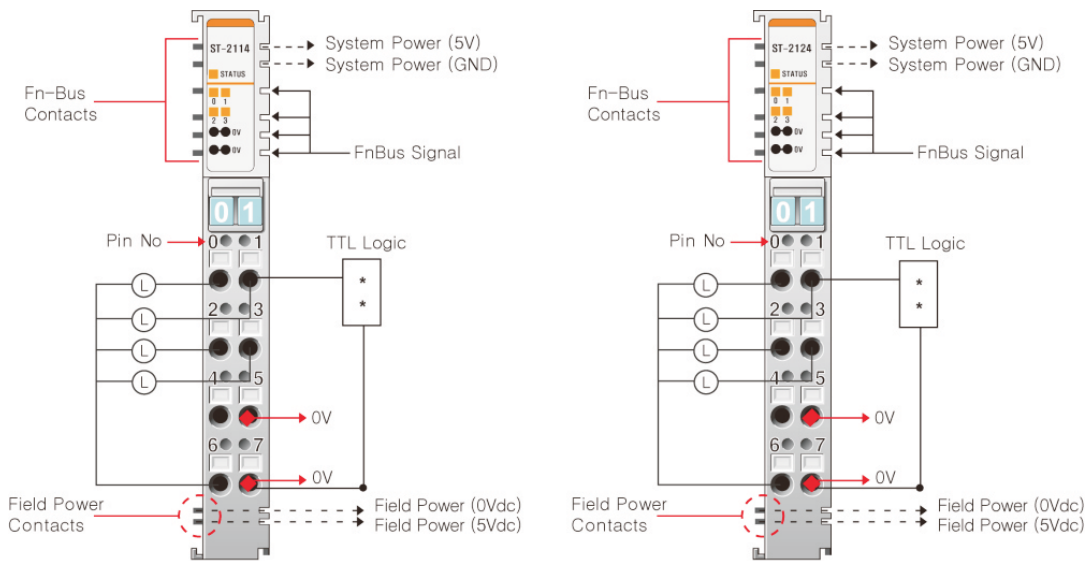 ST-2114
STATUS
0 1
2 3
0V
0V
System Power (5V)
System Power (GND)
Fn-Bus
Contacts
FnBus Signal
0 1
Pin No
0 1
TTL Logic
*
*
L
2 3
L
L
4 5
L
0V
6 7
0V
Field Power
Contacts
Field Power (0Vdc)
Field Power (5Vdc)
ST-2124
STATUS
0 1
2 3
0V
0V
System Power (5V)
System Power (GND)
Fn-Bus
Contacts
FnBus Signal
0 1
Pin No
0 1
TTL Logic
*
*
L
2 3
L
L
4 5
L
0V
6 7
0V
Field Power
Contacts
Field Power (0Vdc)
Field Power (5Vdc)